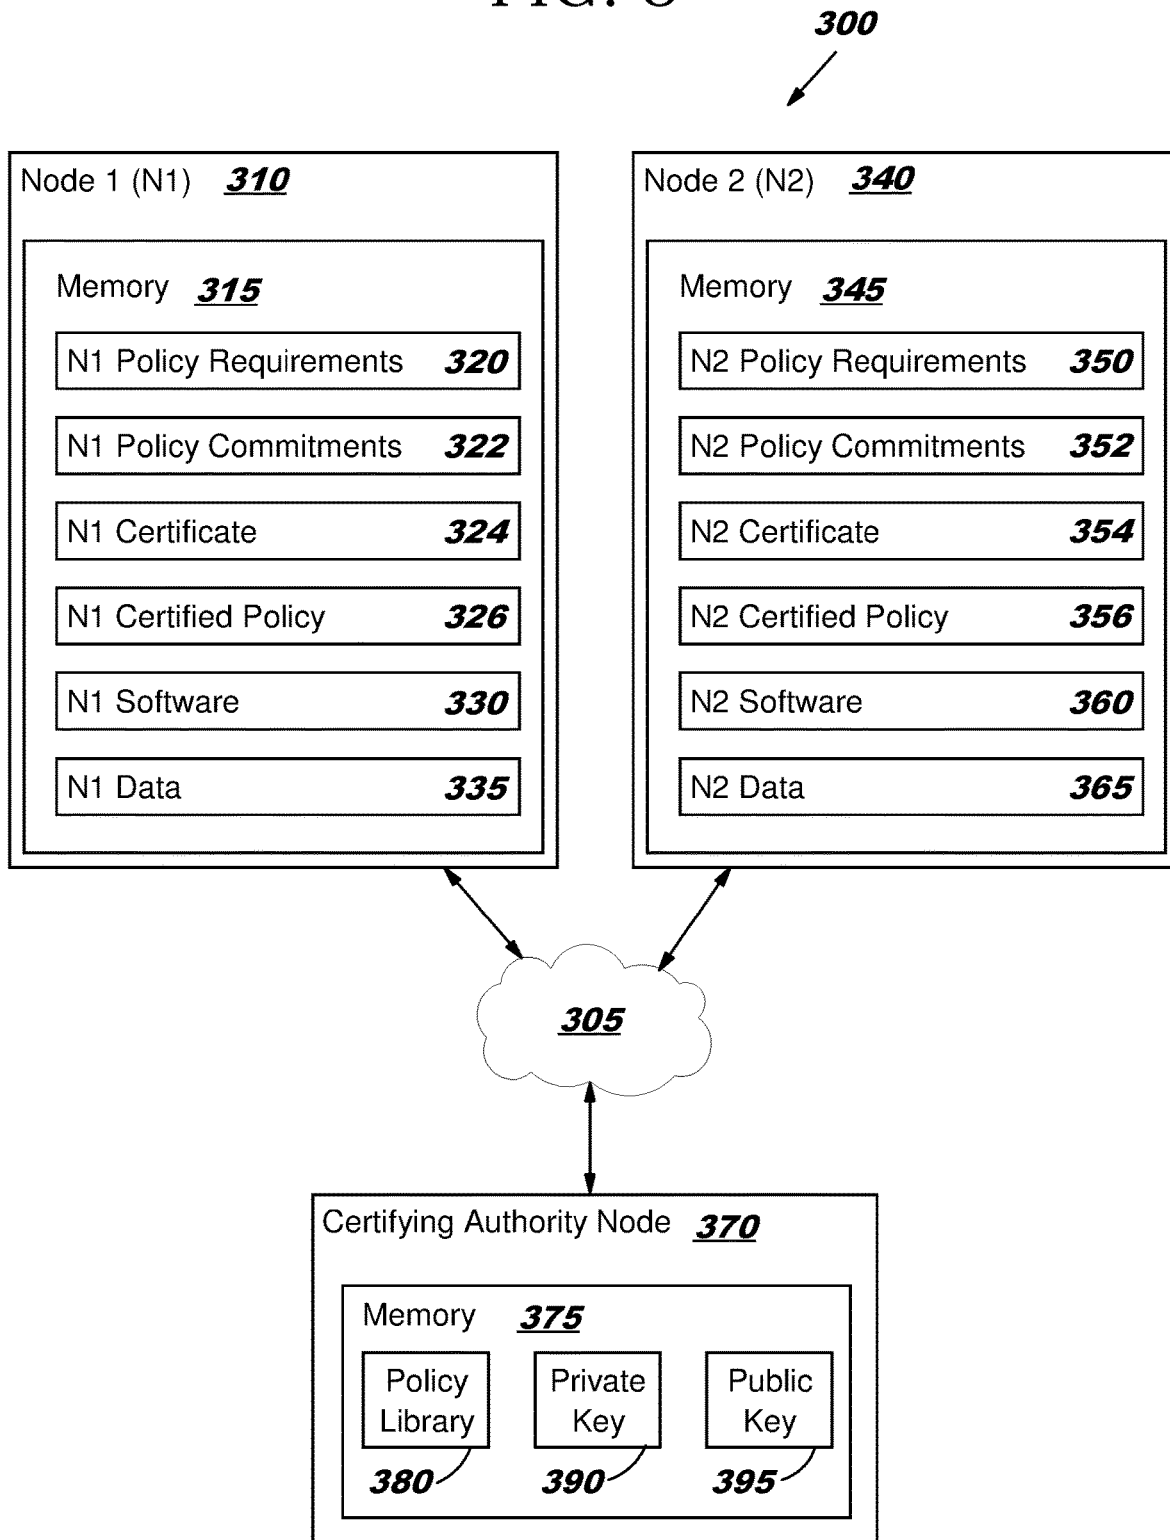 300
Node 1 (N1) 310
Memory 315
N1 Policy Requirements 320
N1 Policy Commitments 322
N1 Certificate 324
N1 Certified Policy 326
N1 Software 330
N1 Data 335
Node 2 (N2) 340
Memory 345
N2 Policy Requirements 350
N2 Policy Commitments 352
N2 Certificate 354
N2 Certified Policy 356
N2 Software 360
N2 Data 365
305
Certifying Authority Node 370
Memory 375
Policy
Library
380
Private
Key
390
Public
Key
395